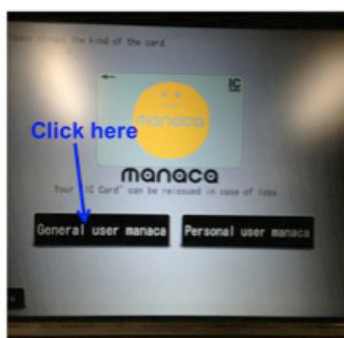 Please choose the kind of the card
IC
manaca
Click here
manaca
Your "IC Card" can be reissued in case of loss.
General user manaca
Personal user manaca